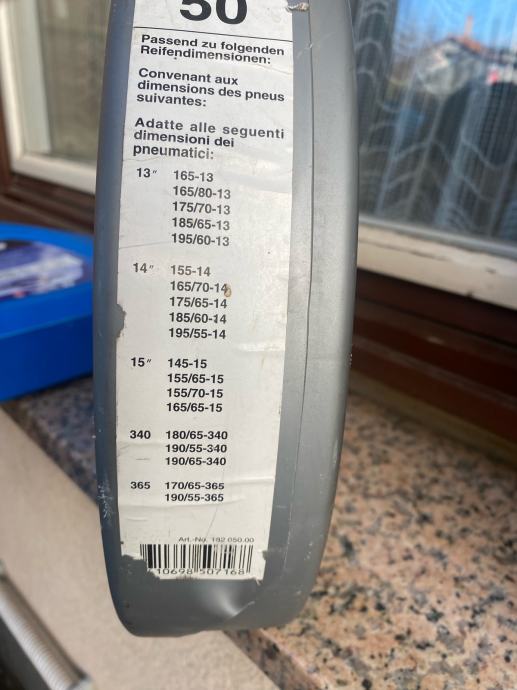 50
Passend zu folgenden
Reifendimensionen:
Convenant aux
dimensions des pneus
suivantes:
Adatte alle seguenti
dimensioni dei
pneumatici:
13" 165-13
165/80-13
175/70-13
185/65-13
195/60-13
14" 155-14
165/70-14
175/65-14
185/60-14
195/55-14
15" 145-15
155/65-15
155/70-15
165/65-15
340 180/65-340
190/55-340
190/65-340
365 170/65-365
190/55-365
Art.-No. 182 050.00
10698 507168